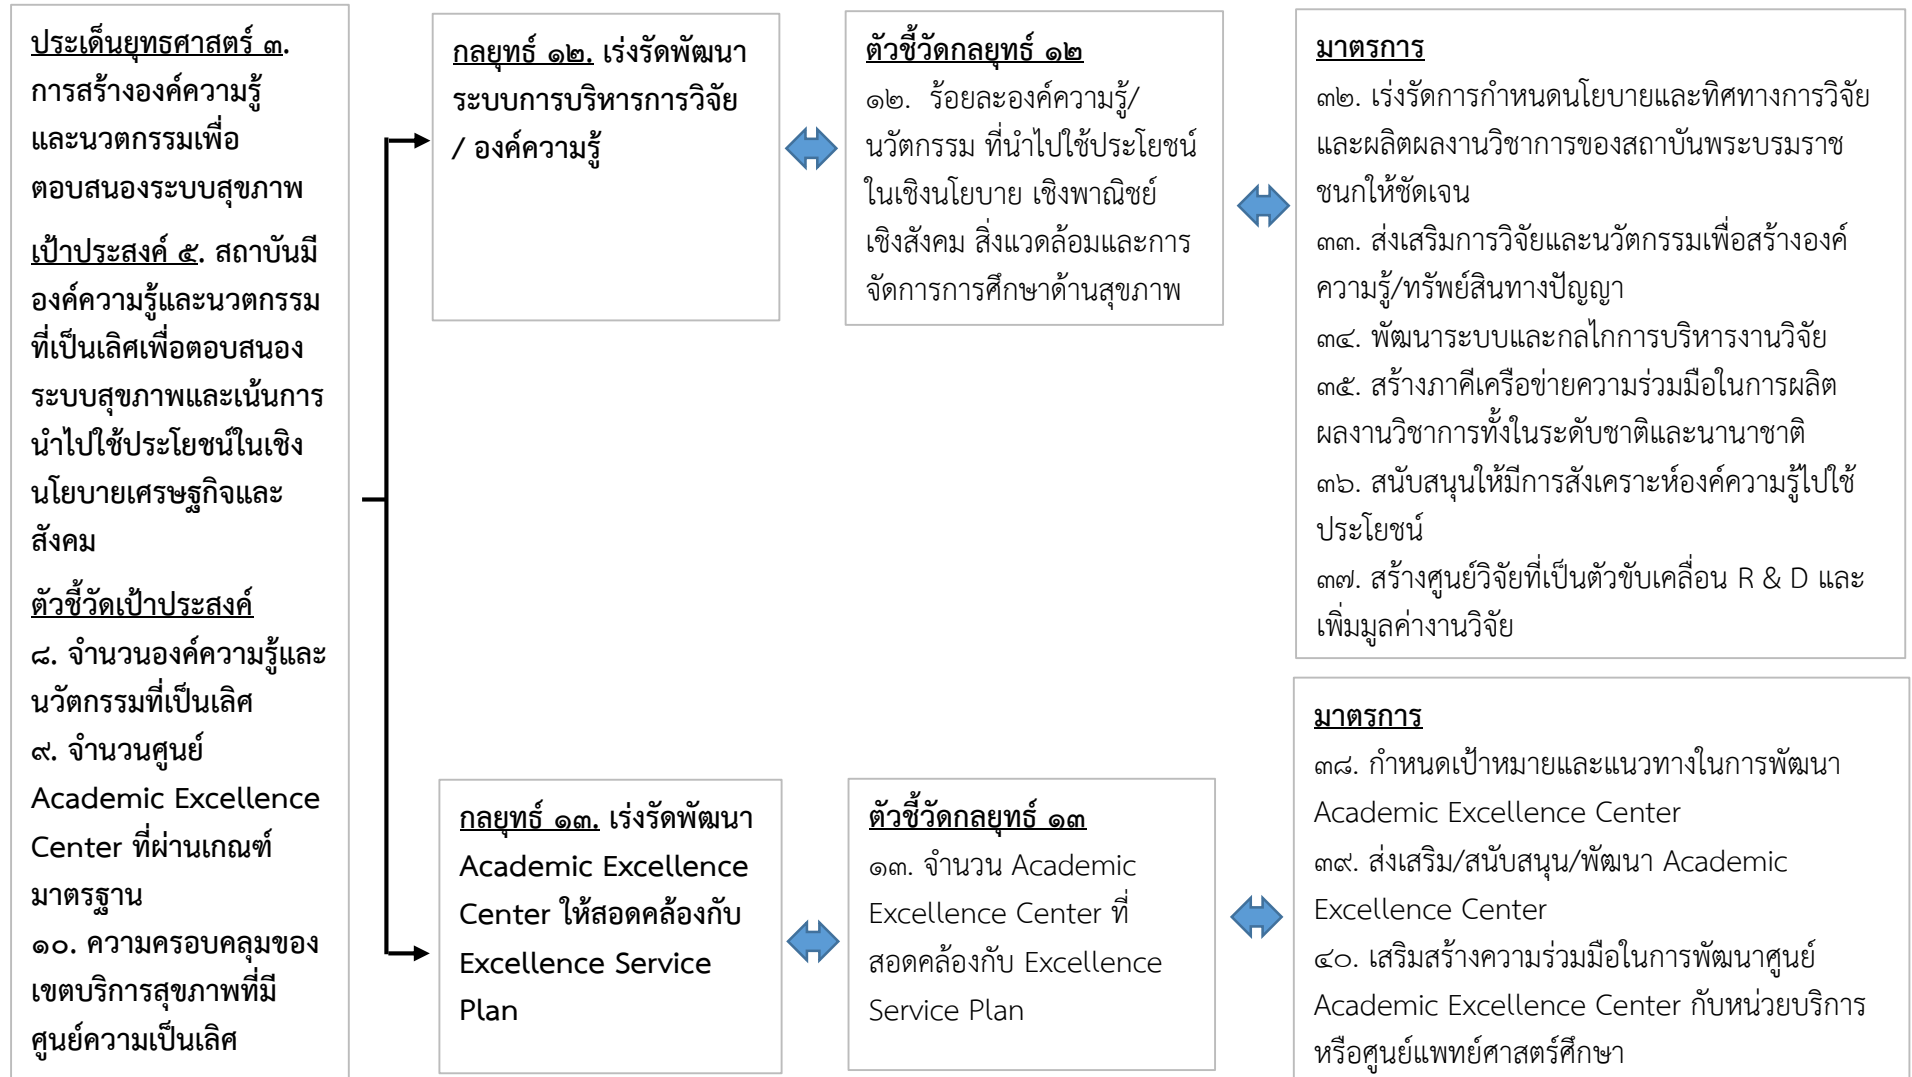 ประเด็นยุทธศาสตร์ ๓.
การสร้างองค์ความรู้
และนวตกรรมเพื่อ
ตอบสนองระบบสุขภาพ
เป้าประสงค์ ๕. สถาบันมี
องค์ความรู้และนวตกรรม
ที่เป็นเลิศเพื่อตอบสนอง
ระบบสุขภาพและเน้นการ
นำไปใช้ประโยชน์ในเชิง
นโยบายเศรษฐกิจและ
สังคม
ตัวชี้วัดเป้าประสงค์
๘. จำนวนองค์ความรู้และ
นวัตกรรมที่เป็นเลิศ
๙. จำนวนศูนย์
Academic Excellence
Center ที่ผ่านเกณฑ์
มาตรฐาน
๑๐. ความครอบคลุมของ
เขตบริการสุขภาพที่มี
ศูนย์ความเป็นเลิศ
กลยุทธ์ ๑๒. เร่งรัดพัฒนา
ระบบการบริหารการวิจัย
/ องค์ความรู้
ตัวชี้วัดกลยุทธ์ ๑๒
๑๒. ร้อยละองค์ความรู้/
นวัตกรรม ที่นำไปใช้ประโยชน์
ในเชิงนโยบาย เชิงพาณิชย์
เชิงสังคม สิ่งแวดล้อมและการ
จัดการการศึกษาด้านสุขภาพ
มาตรการ
๓๒. เร่งรัดการกำหนดนโยบายและทิศทางการวิจัย
และผลิตผลงานวิชาการของสถาบันพระบรมราช
ชนกให้ชัดเจน
๓๓. ส่งเสริมการวิจัยและนวัตกรรมเพื่อสร้างองค์
ความรู้/ทรัพย์สินทางปัญญา
๓๔. พัฒนาระบบและกลไกการบริหารงานวิจัย
๓๕. สร้างภาคีเครือข่ายความร่วมมือในการผลิต
ผลงานวิชาการทั้งในระดับชาติและนานาชาติ
๓๖. สนับสนุนให้มีการสังเคราะห์องค์ความรู้ไปใช้
ประโยชน์
๓๗. สร้างศูนย์วิจัยที่เป็นตัวขับเคลื่อน R & D และ
เพิ่มมูลค่างานวิจัย
กลยุทธ์ ๑๓. เร่งรัดพัฒนา
Academic Excellence
Center ให้สอดคล้องกับ
Excellence Service
Plan
ตัวชี้วัดกลยุทธ์ ๑๓
๑๓. จำนวน Academic
Excellence Center ที่
สอดคล้องกับ Excellence
Service Plan
มาตรการ
๓๘. กำหนดเป้าหมายและแนวทางในการพัฒนา
Academic Excellence Center
๓๙. ส่งเสริม/สนับสนุน/พัฒนา Academic
Excellence Center
๔๐. เสริมสร้างความร่วมมือในการพัฒนาศูนย์
Academic Excellence Center กับหน่วยบริการ
หรือศูนย์แพทย์ศาสตร์ศึกษา